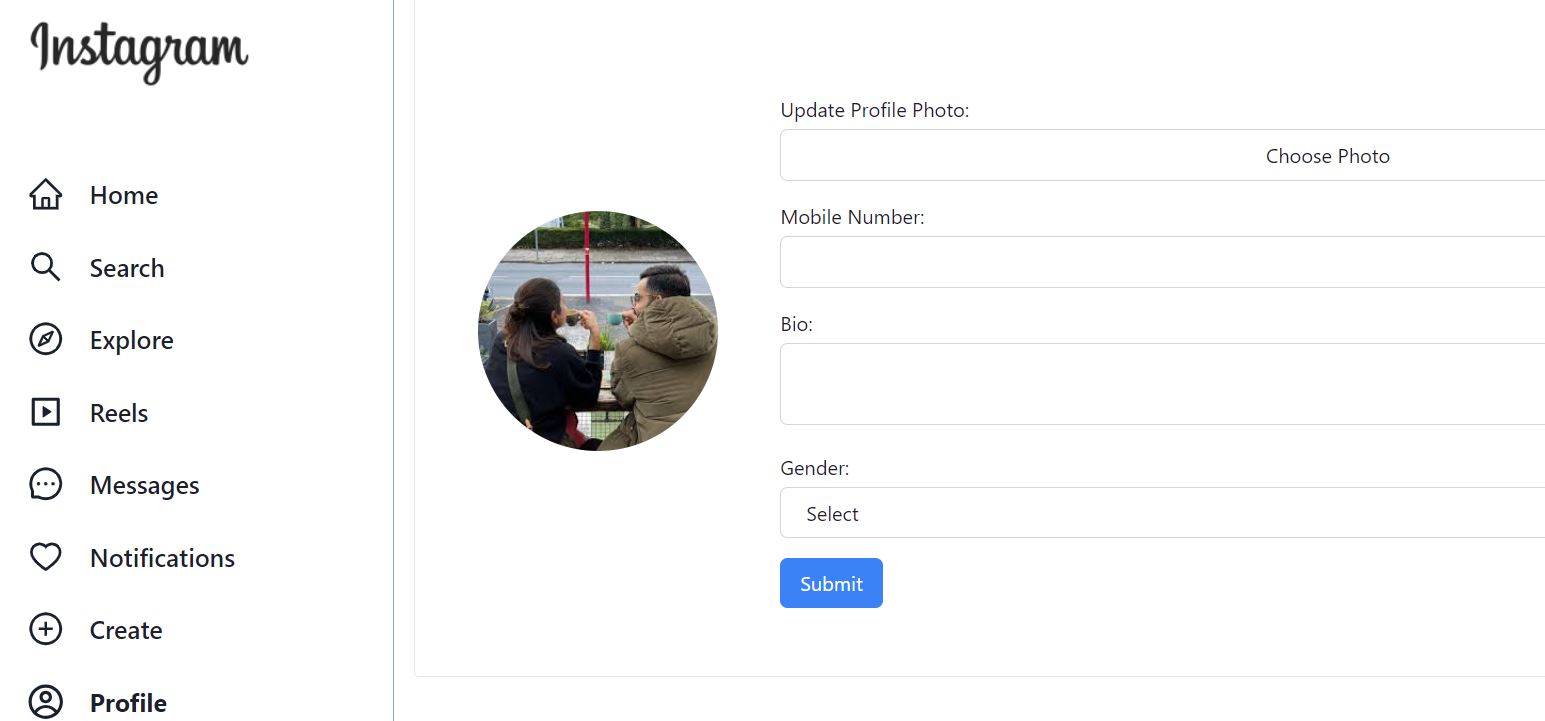 Instagram
Home
Search
Explore
Reels
Messages
Notifications
Create
Profile
Update Profile Photo:
Choose Photo
Mobile Number:
Bio:
Gender:
Select
Submit